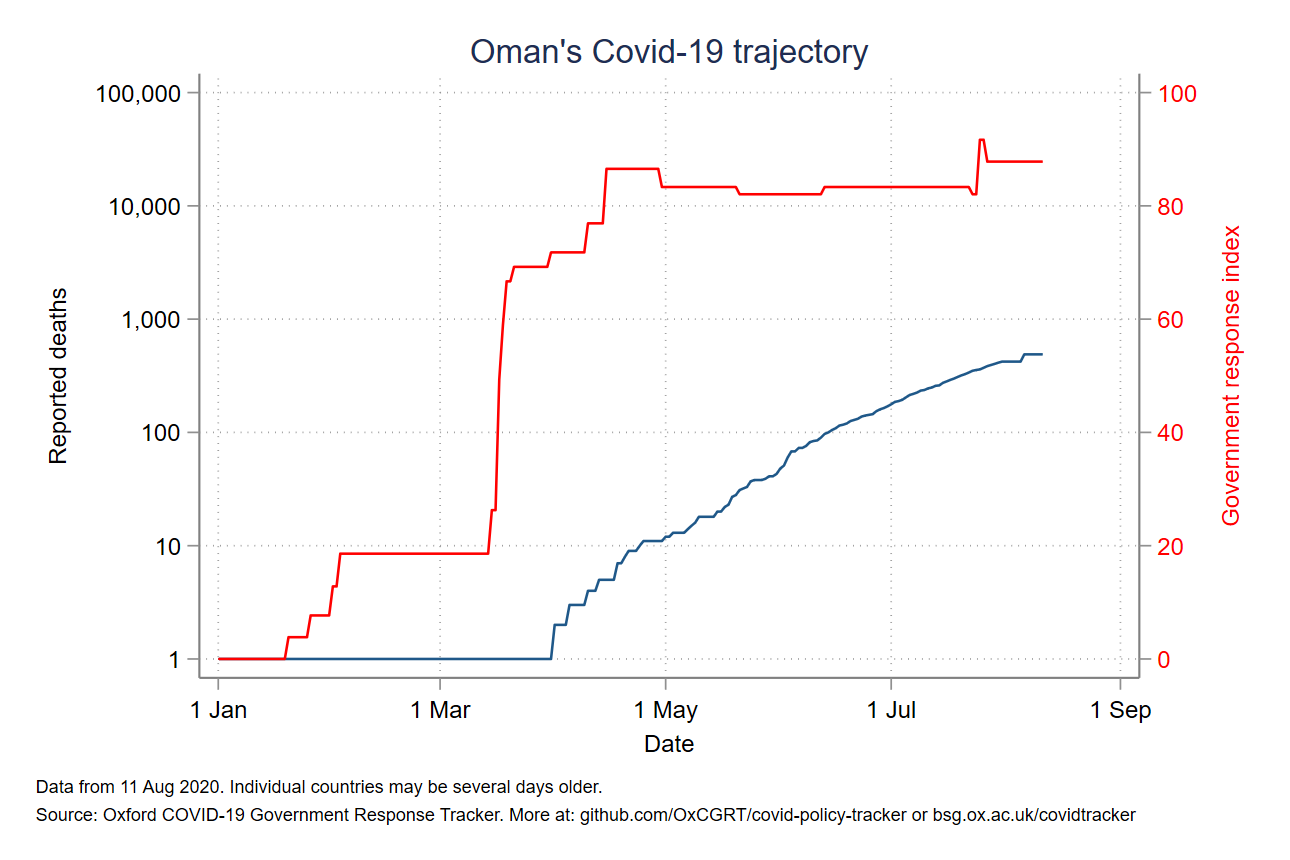 Oman's Covid-19 trajectory
100,000
10,000
1,000
100
10
1
Reported deaths
100
80
60
40
20
0
Government response index
1 Jan
1 Mar
1 May
1 Jul
1 Sep
Date
Data from 11 Aug 2020. Individual countries may be several days older.
Source: Oxford COVID-19 Government Response Tracker. More at: github.com/OxCGRT/covid-policy-tracker or bsg.ox.ac.uk/covidtracker